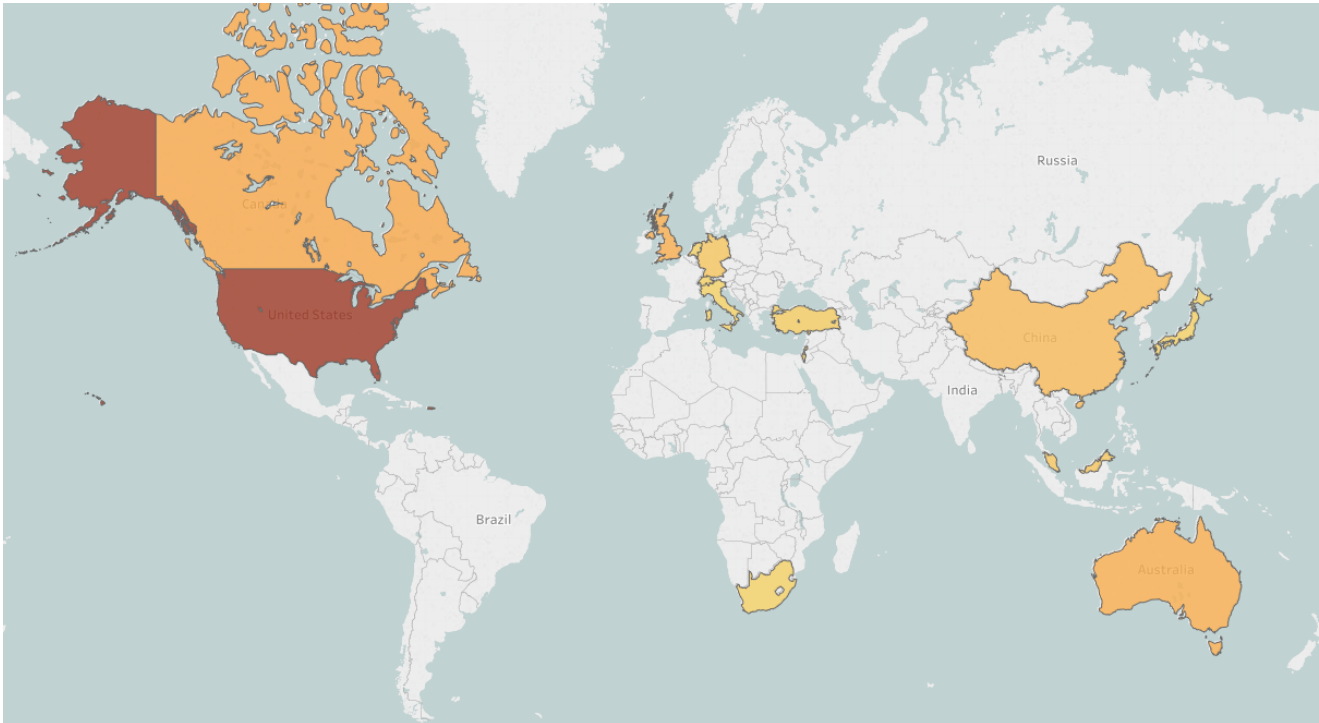 Russia
Canada
United States
China
India
Brazil
Australia